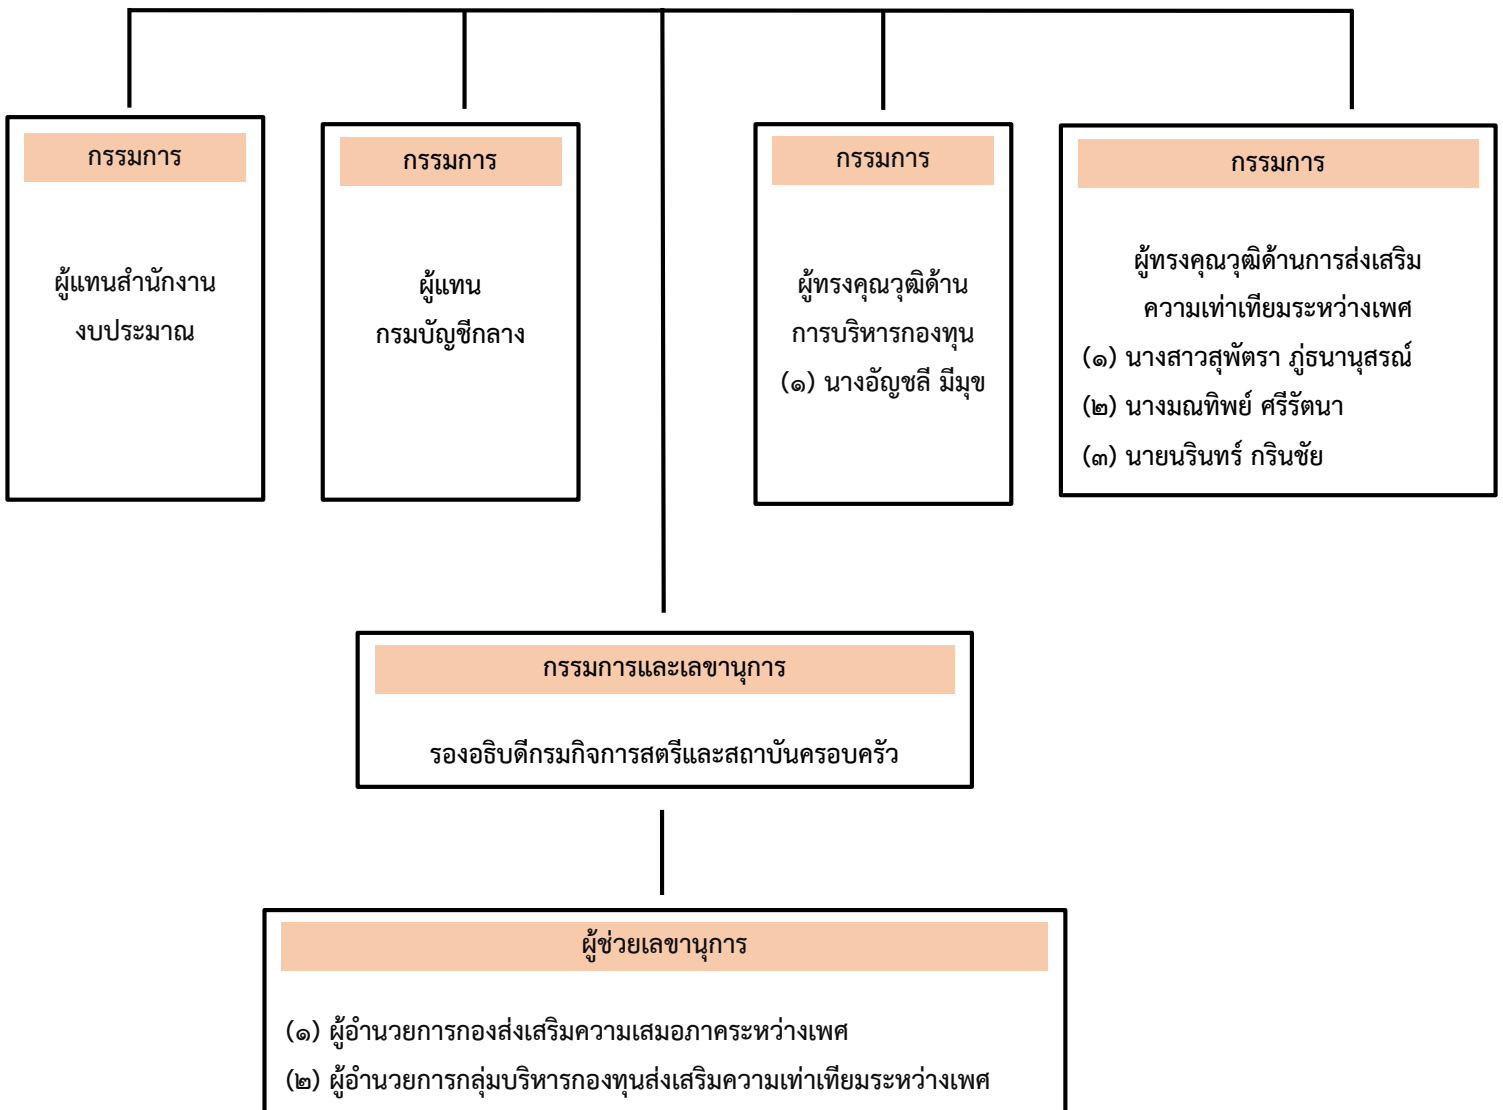 กรรมการ
ผู้แทนสำนักงาน
งบประมาณ
กรรมการ
ผู้แทน
กรมบัญชีกลาง
กรรมการ
ผู้ทรงคุณวุฒิด้าน
การบริหารกองทุน
(๑) นางอัญชลี มีมุข
กรรมการ
ผู้ทรงคุณวุฒิด้านการส่งเสริม
ความเท่าเทียมระหว่างเพศ
(๑) นางสาวสุพัตรา ภู่ธนานุสรณ์
(๒) นางมณทิพย์ ศรีรัตนา
(๓) นายนรินทร์ กรินชัย
กรรมการและเลขานุการ
รองอธิบดีกรมกิจการสตรีและสถาบันครอบครัว
ผู้ช่วยเลขานุการ
(๑) ผู้อำนวยการกองส่งเสริมความเสมอภาคระหว่างเพศ
(๒) ผู้อำนวยการกลุ่มบริหารกองทุนส่งเสริมความเท่าเทียมระหว่างเพศ